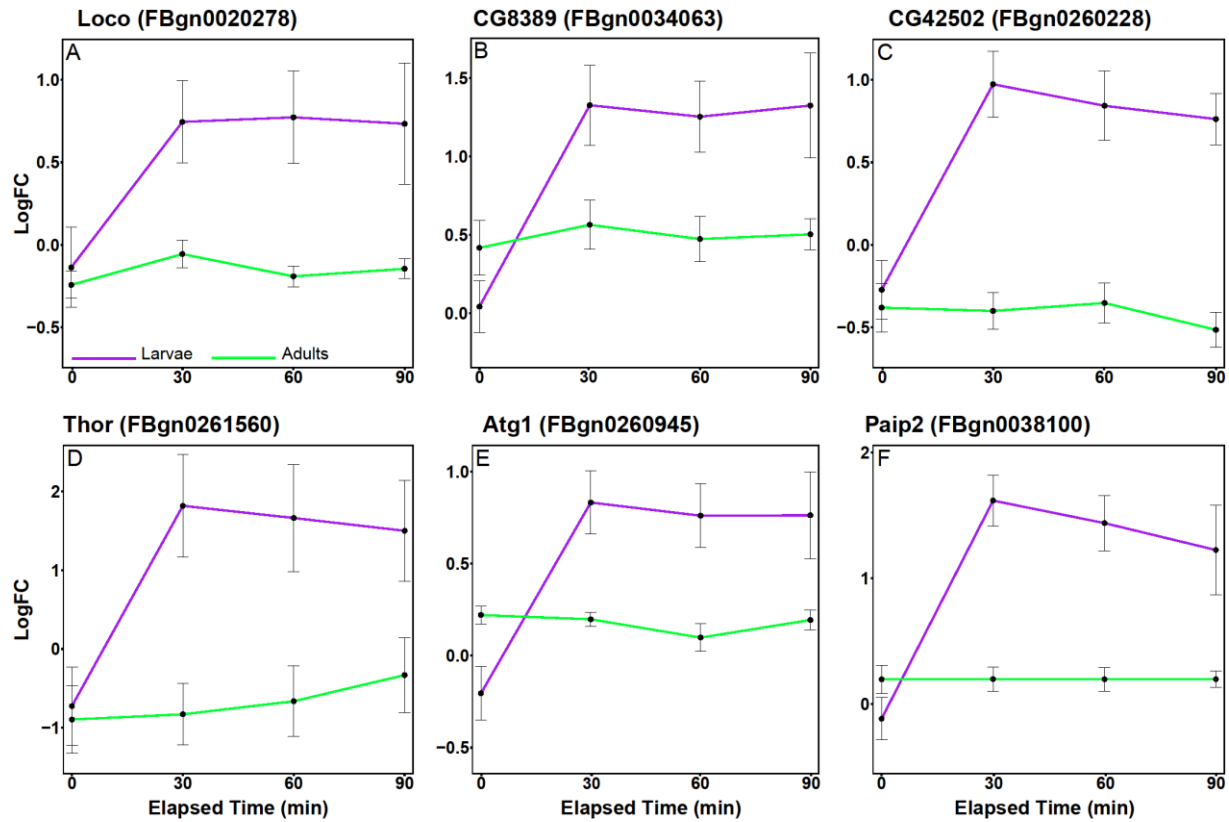 Loco (FBgn0020278)
CG8389 (FBgn0034063)
CG42502 (FBgn0260228)
A
B
C
LogFC
1.0
0.5
0.0
−0.5
1.5
1.0
0.5
0.0
1.0
0.5
0.0
−0.5
Larvae
Adults
0 30 60 90
0 30 60 90
0 30 60 90
Thor (FBgn0261560)
Atg1 (FBgn0260945)
Paip2 (FBgn0038100)
D
E
F
LogFC
2
1
0
−1
1.0
0.5
0.0
−0.5
2
1
0
0 30 60 90
0 30 60 90
0 30 60 90
Elapsed Time (min)
Elapsed Time (min)
Elapsed Time (min)